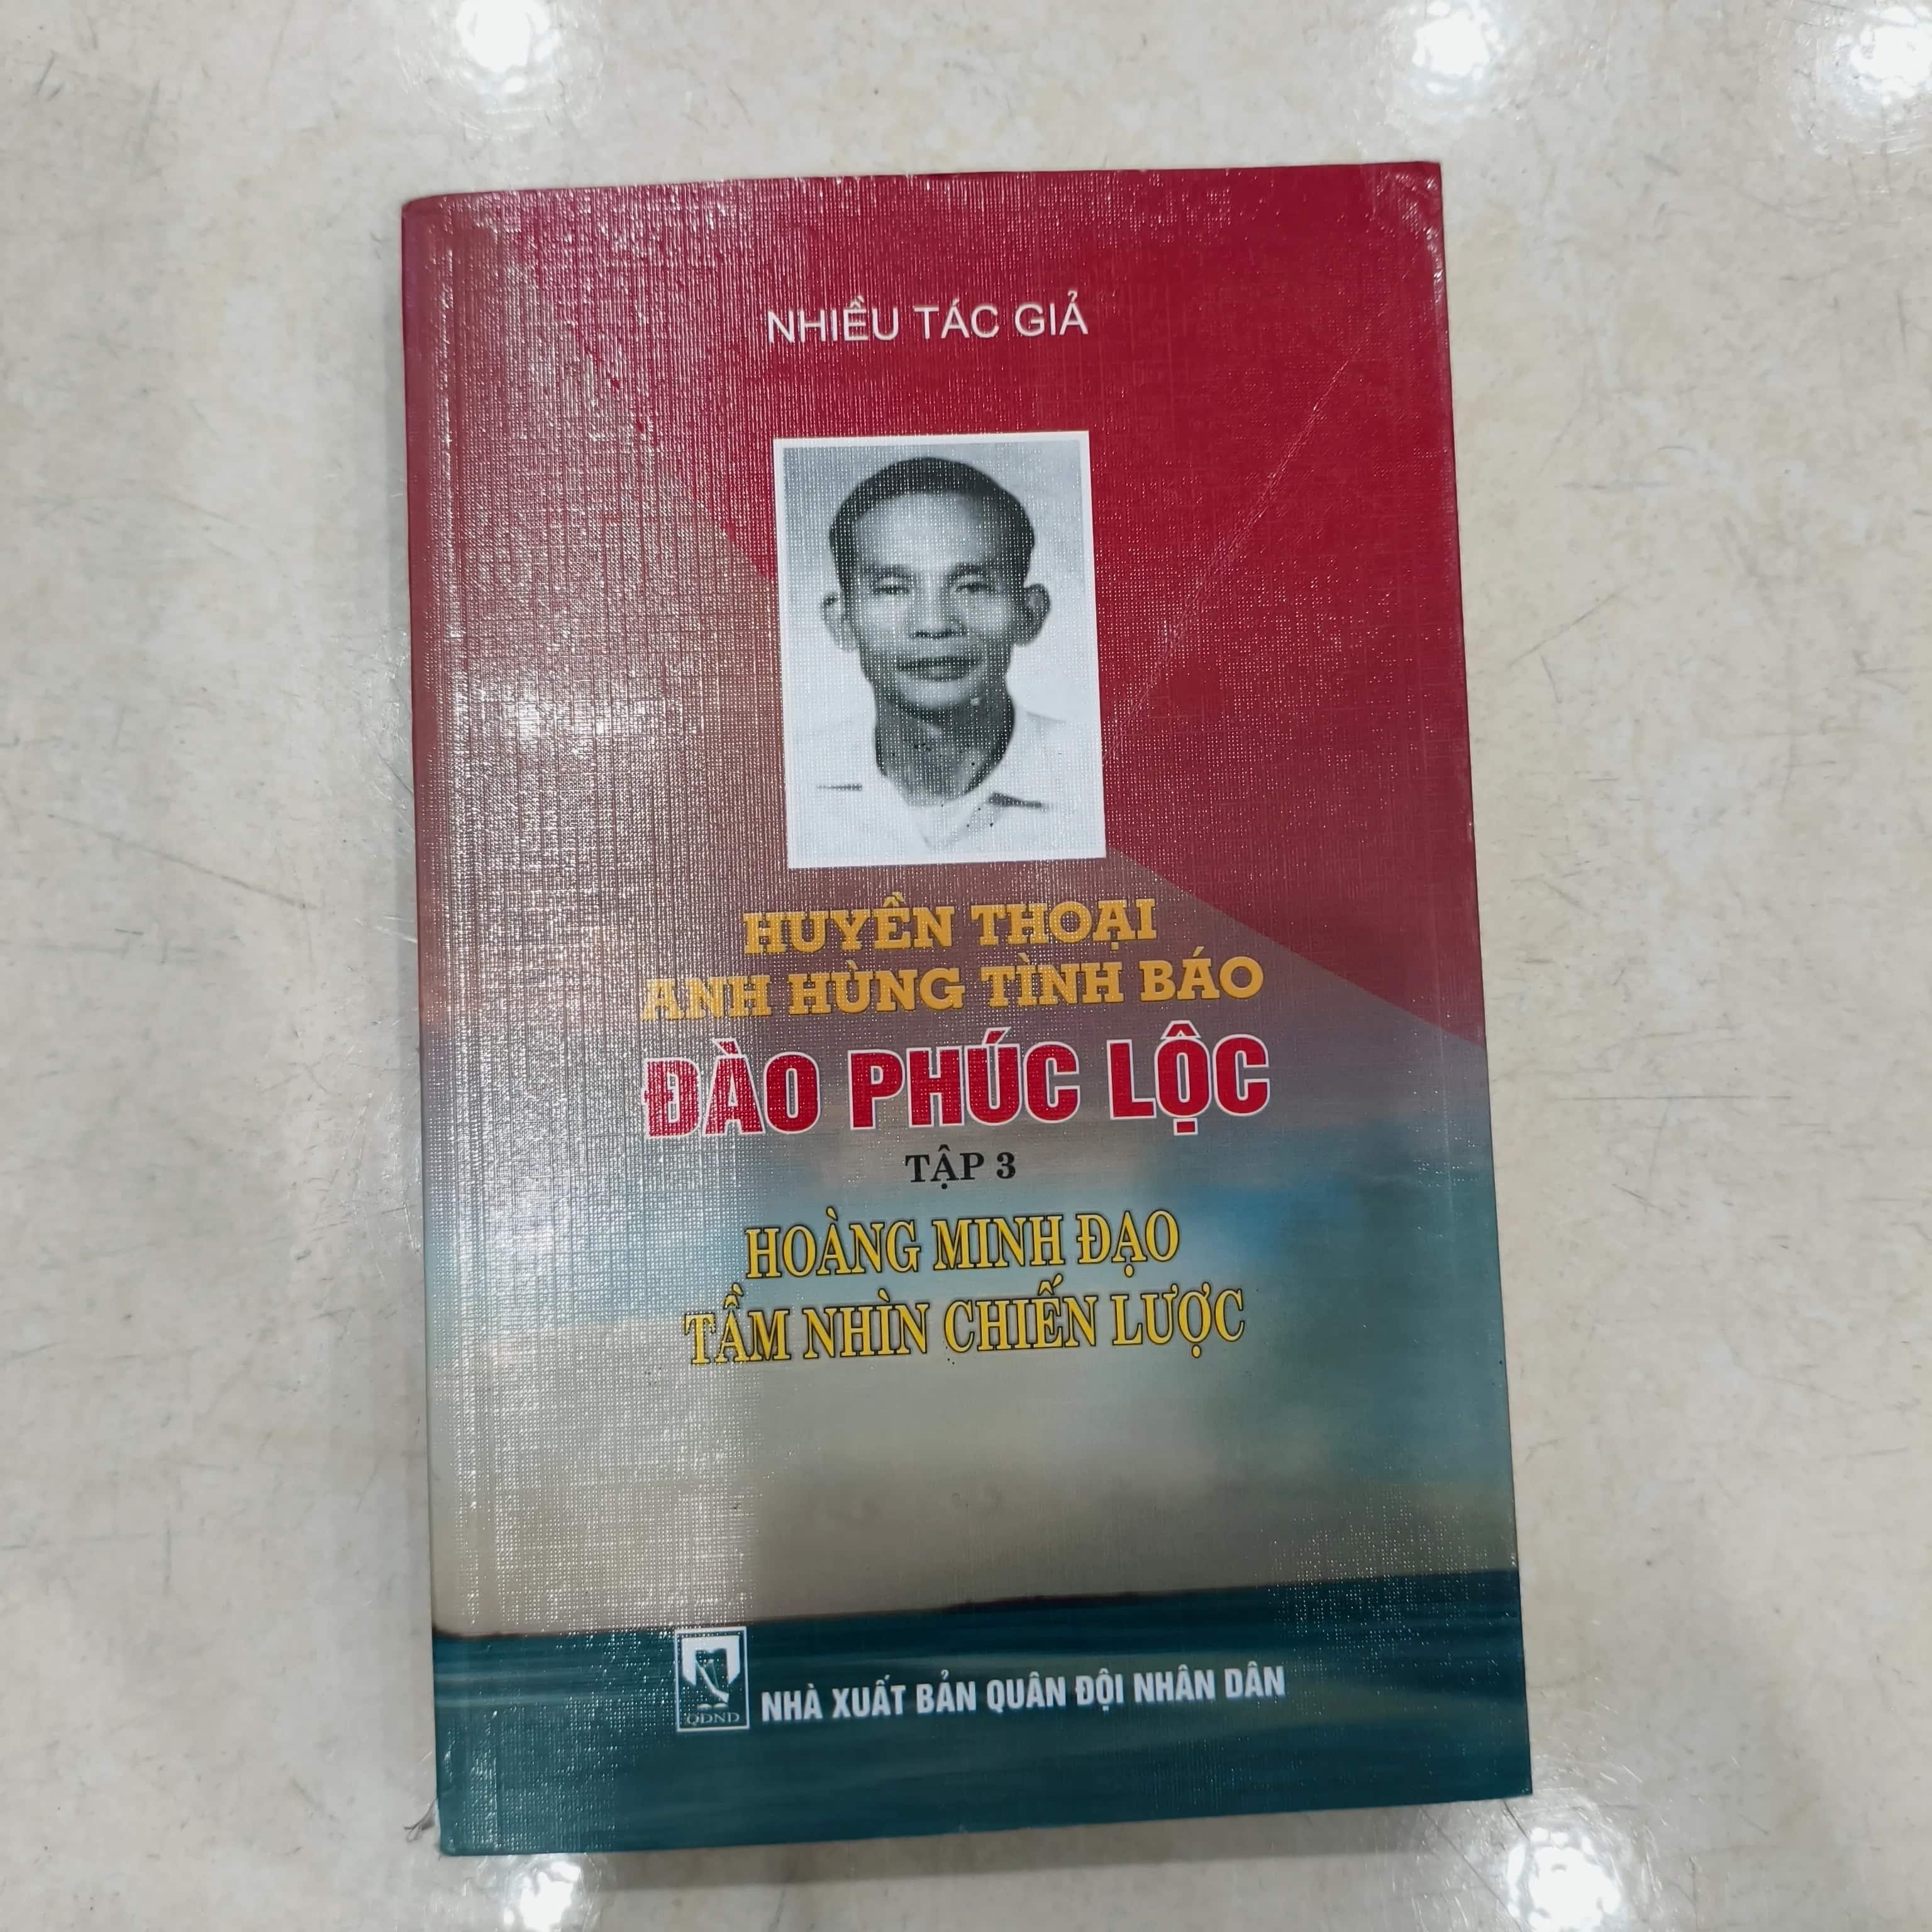 NHIỀU TÁC GIẢ
HUYỀN THOẠI
ANH HÙNG TÌNH BÁO
ĐÀO PHÚC LỘC
TẬP 3
HOÀNG MINH ĐẠO
TẦM NHÌN CHIẾN LƯỢC
QĐND
NHÀ XUẤT BẢN QUÂN ĐỘI NHÂN DÂN